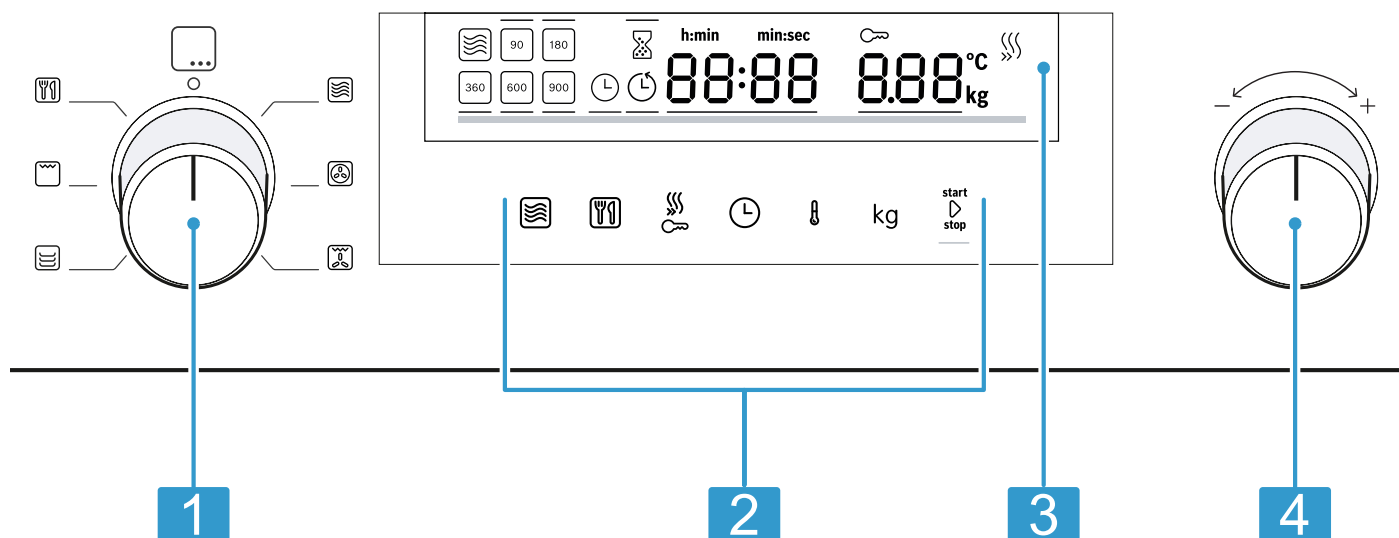 h:min min:sec
90 180
88:88 8.88 °C
360 600 900
kg
start
kg
stop
- +
1 2 3 4